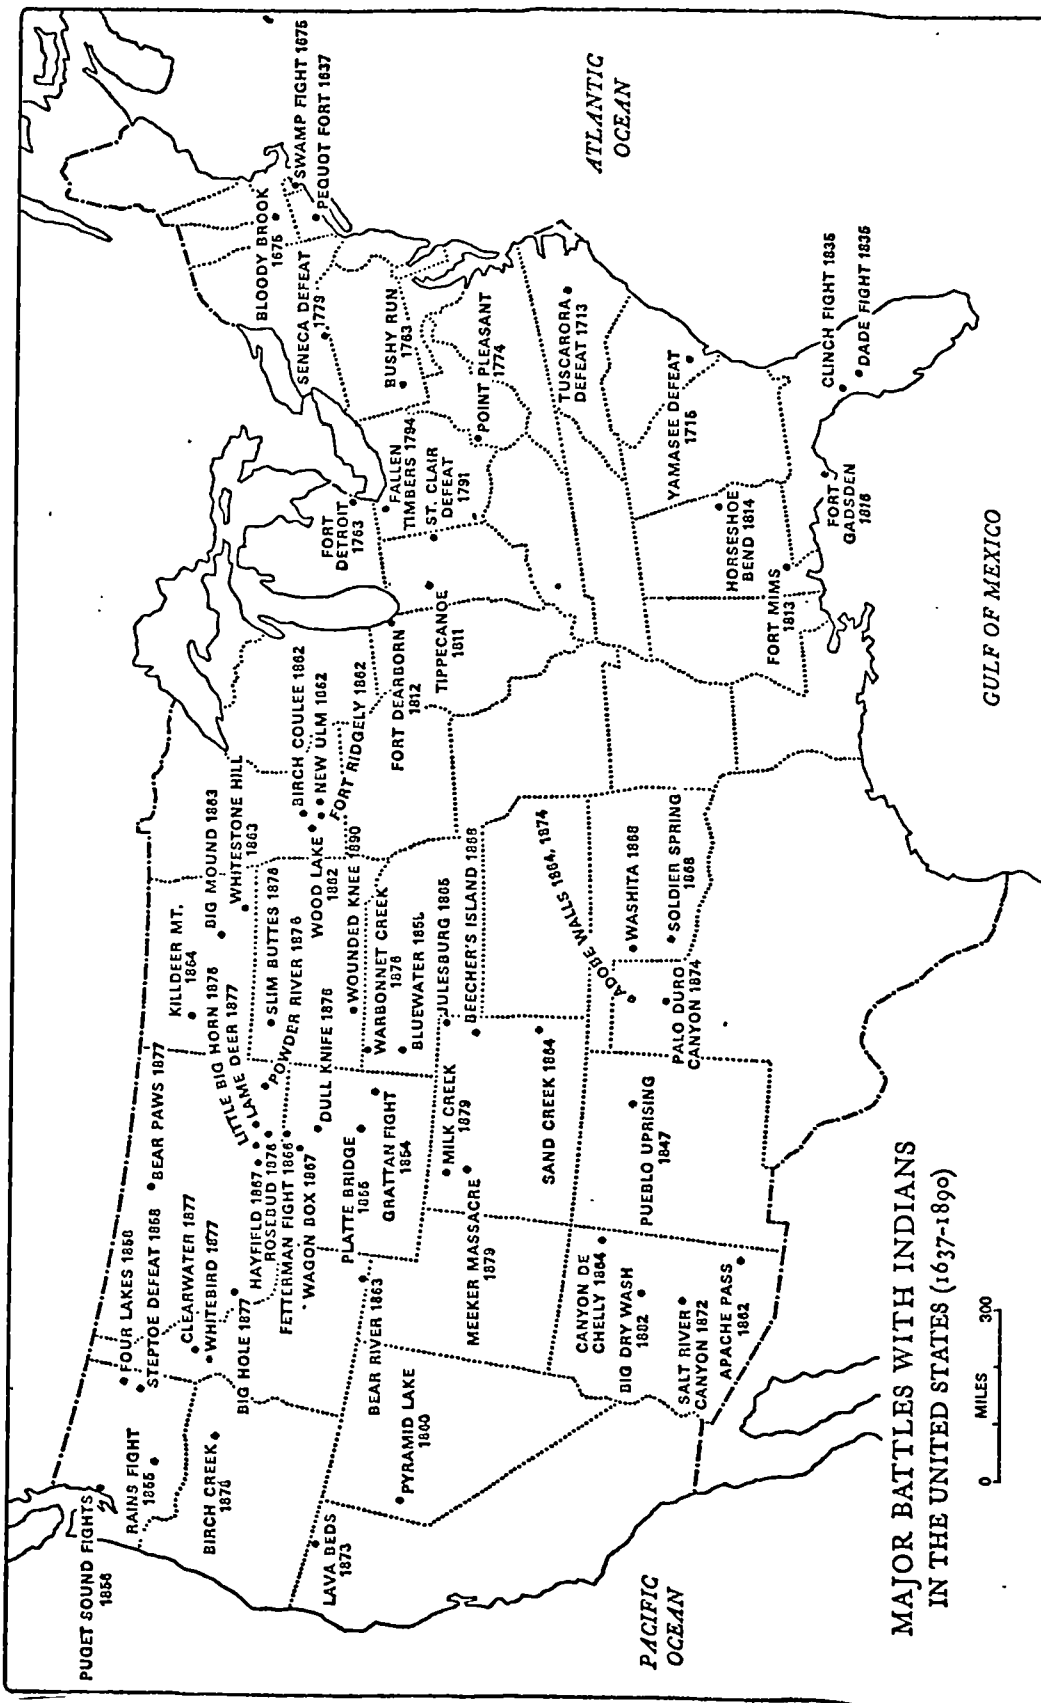 PUGET SOUND FIGHTS
1856
RAINS FIGHT
1855
FOUR LAKES 1858
STEPTOE DEFEAT 1858
CLEARWATER 1877
WHITEBIRD 1877
BIRCH CREEK
1878
BIG HOLE 1877
LAVA BEDS
1873
PYRAMID LAKE
1860
BEAR RIVER 1863
BEAR PAWS 1877
LITTLE BIG HORN 1876
LAME DEER 1877
HAYFIELD 1867
ROSEBUD 1876
FETTERMAN FIGHT 1866
WAGON BOX 1867
POWDER RIVER 1876
DULL KNIFE 1876
PLATTE BRIDGE
1865
GRATTAN FIGHT
1854
KILLDEER MT.
1864
BIG MOUND 1863
WHITESTONE HILL
1863
SLIM BUTTES 1876
WOUNDED KNEE 1890
WARBONNET CREEK
1876
BLUEWATER
JULESBURG 1865
BEECHER'S ISLAND 1868
MILK CREEK
1879
MEEKER MASSACRE
1879
SAND CREEK 1864
BIRCH COULEE 1862
NEW ULM 1862
FORT RIDGELY 1862
WOOD LAKE
1862
CANYON DE
CHELLY 1864
BIG DRY WASH
1882
SALT RIVER
CANYON 1872
APACHE PASS
1862
PUEBLO UPRISING
1847
ADOBE WALLS 1864, 1874
PALO DURO
CANYON 1874
WASHITA 1868
SOLDIER SPRING
1868
FORT DEARBORN
1812
TIPPECANOE
1811
FORT
DETROIT
1763
FALLEN
TIMBERS 1794
ST. CLAIR
DEFEAT
1791
POINT PLEASANT
1774
BUSHY RUN
1763
SENECA DEFEAT
1779
BLOODY BROOK
1675
SWAMP FIGHT 1675
PEQUOT FORT 1637
TUSCARORA
DEFEAT 1713
YAMASEE DEFEAT
1715
HORSESHOE
BEND 1814
FORT MIMS
1813
FORT
GADSDEN
1816
CLINCH FIGHT 1835
DADE FIGHT 1835
ATLANTIC
OCEAN
GULF OF MEXICO
PACIFIC
OCEAN
MAJOR BATTLES WITH INDIANS
IN THE UNITED STATES (1637-1890)
0 MILES 300